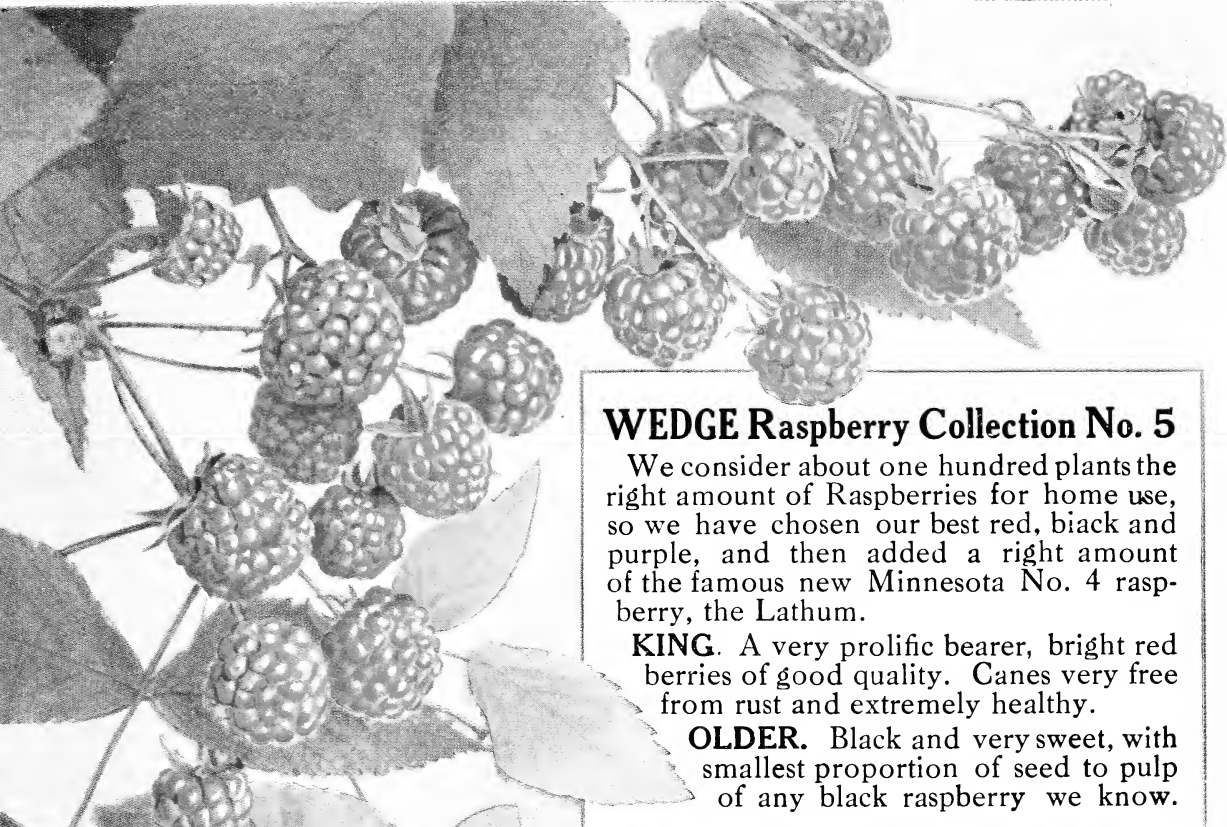 WEDGE Raspberry Collection No. 5
We consider about one hundred plants the
right amount of Raspberries for home use,
so we have chosen our best red, biack and
purple, and then added a right amount
of the famous new Minnesota No. 4 rasp-
berry, the Lathum.
KING. A very prolific bearer, bright red
berries of good quality. Canes very free
from rust and extremely healthy.
OLDER. Black and very sweet, with
smallest proportion of seed to pulp
of any black raspberry we know.